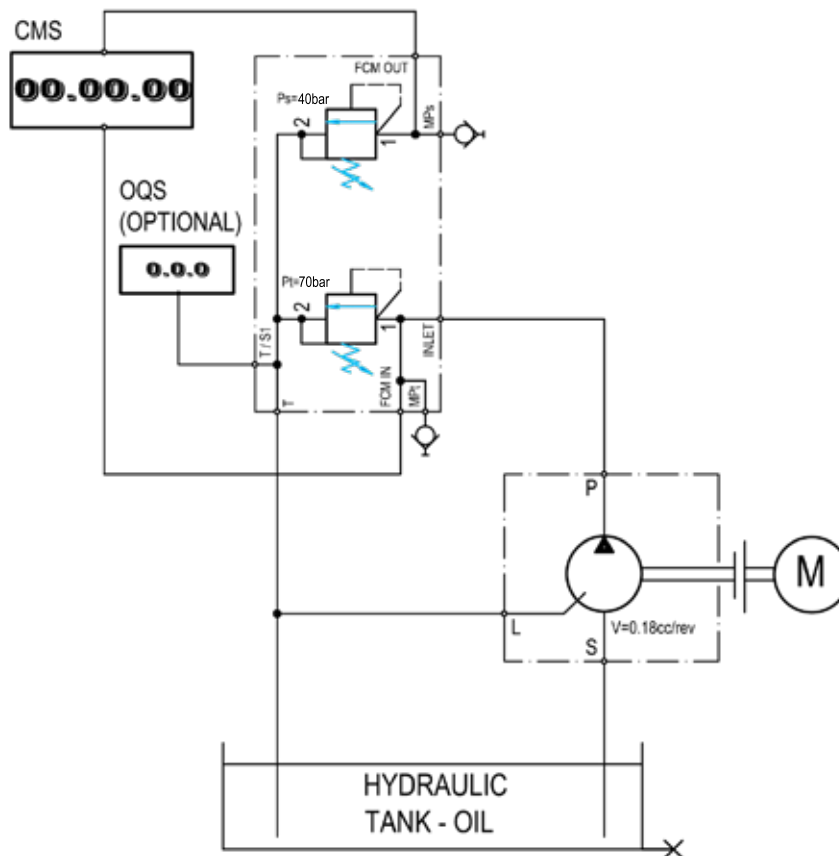 CMS
00.00.00
FCM OUT
Ps=40bar
2
1
MPs
OQS
(OPTIONAL)
0.0.0
Pt=70bar
2
1
T / S1
INLET
T
FCM IN
MPt
P
M
L
V=0.18cc/rev
S
HYDRAULIC
TANK - OIL